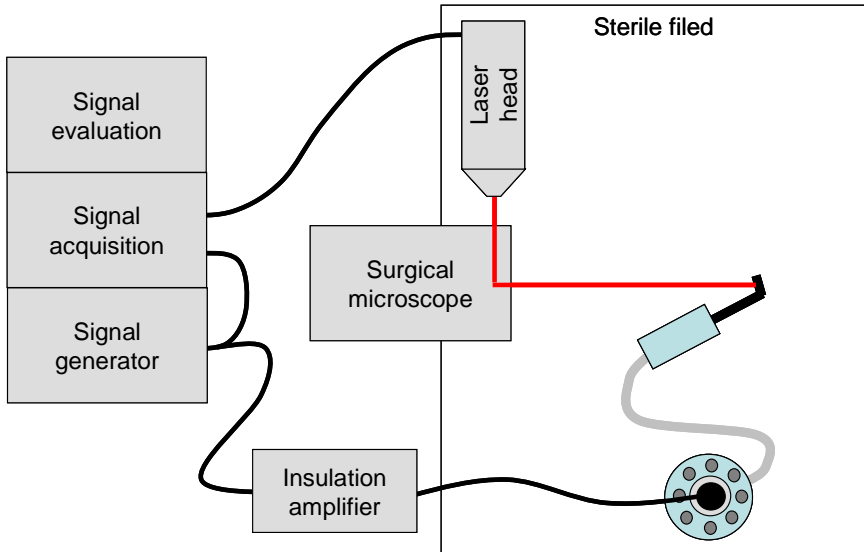 Sterile filed
Laser
head
Signal
evaluation
Signal
acquisition
Surgical
microscope
Signal
generator
Insulation
amplifier